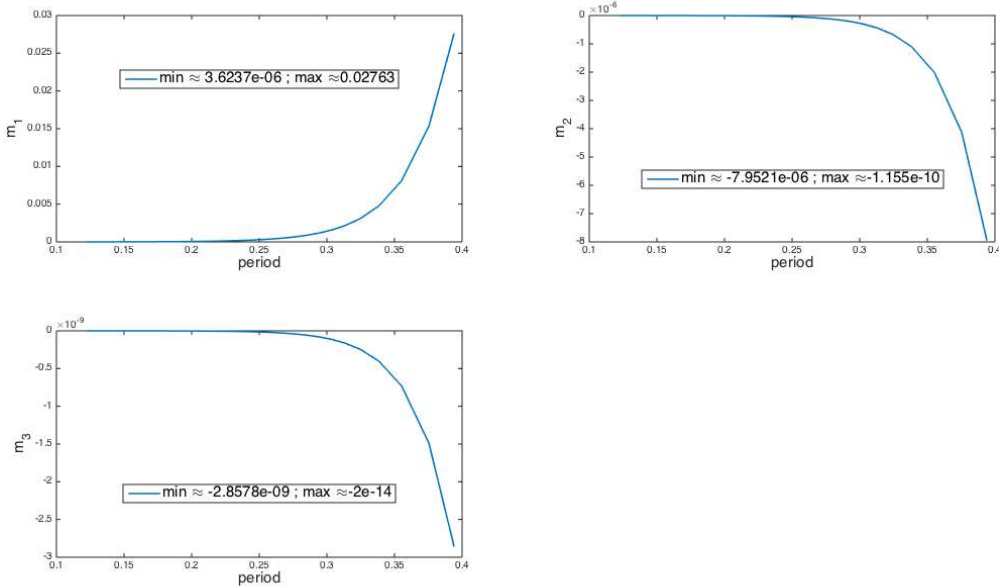 0.03
0.025
0.02
0.015
0.01
0.005
0
m1
min ≈ 3.6237e-06 ; max ≈0.02763
0.1 0.15 0.2 0.25 0.3 0.35 0.4
period
×10-6
0
-1
-2
-3
-4
-5
-6
-7
-8
m2
min ≈ -7.9521e-06 ; max ≈-1.155e-10
0.1 0.15 0.2 0.25 0.3 0.35 0.4
period
×10-9
0
-0.5
-1
-1.5
-2
-2.5
-3
m3
min ≈ -2.8578e-09 ; max ≈-2e-14
0.1 0.15 0.2 0.25 0.3 0.35 0.4
period